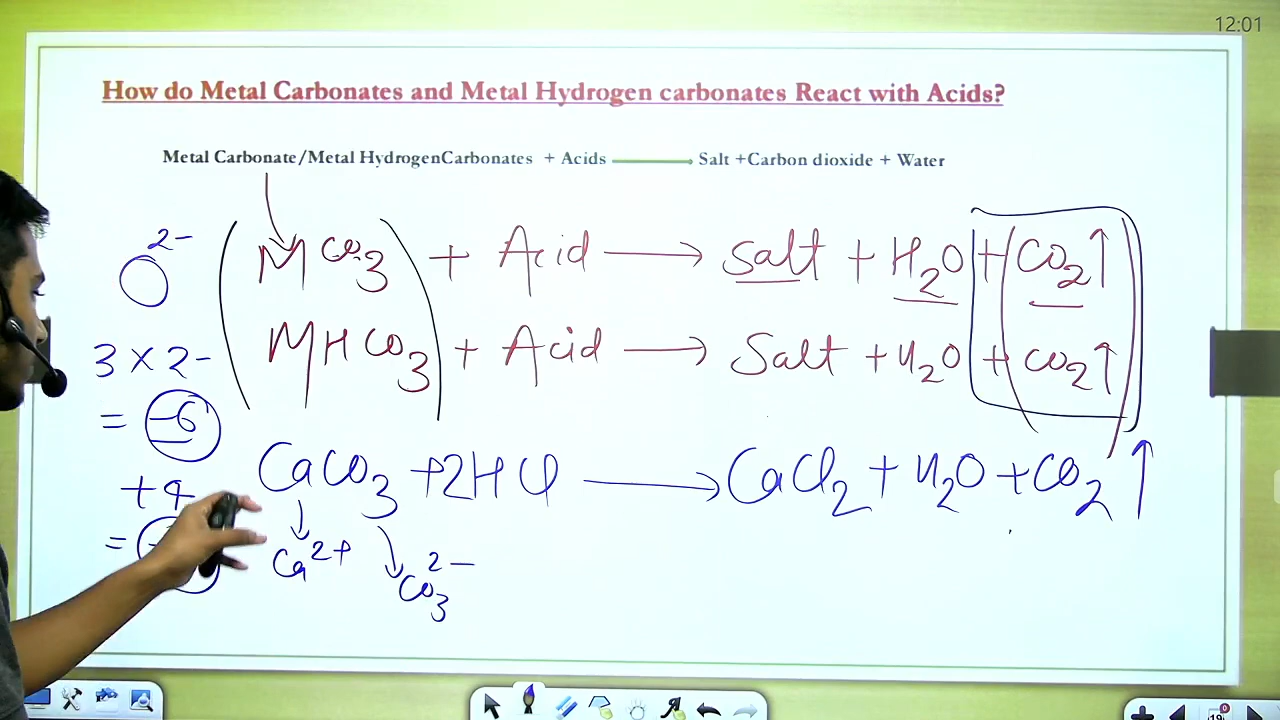 12:01
How do Metal Carbonates and Metal Hydrogen carbonates React with Acids?
Metal Carbonate/Metal HydrogenCarbonates + Acids ⟶ Salt +Carbon dioxide + Water
O²⁻
(MCO₃ + Acid ⟶ Salt + H₂O + (CO₂↑)
3 × 2-
MHCO₃ + Acid ⟶ Salt + H₂O + CO₂↑
= -6
CaCO₃ + 2HCl ⟶ CaCl₂ + H₂O + CO₂↑
+4
=
Ca²⁺ CO₃²⁻